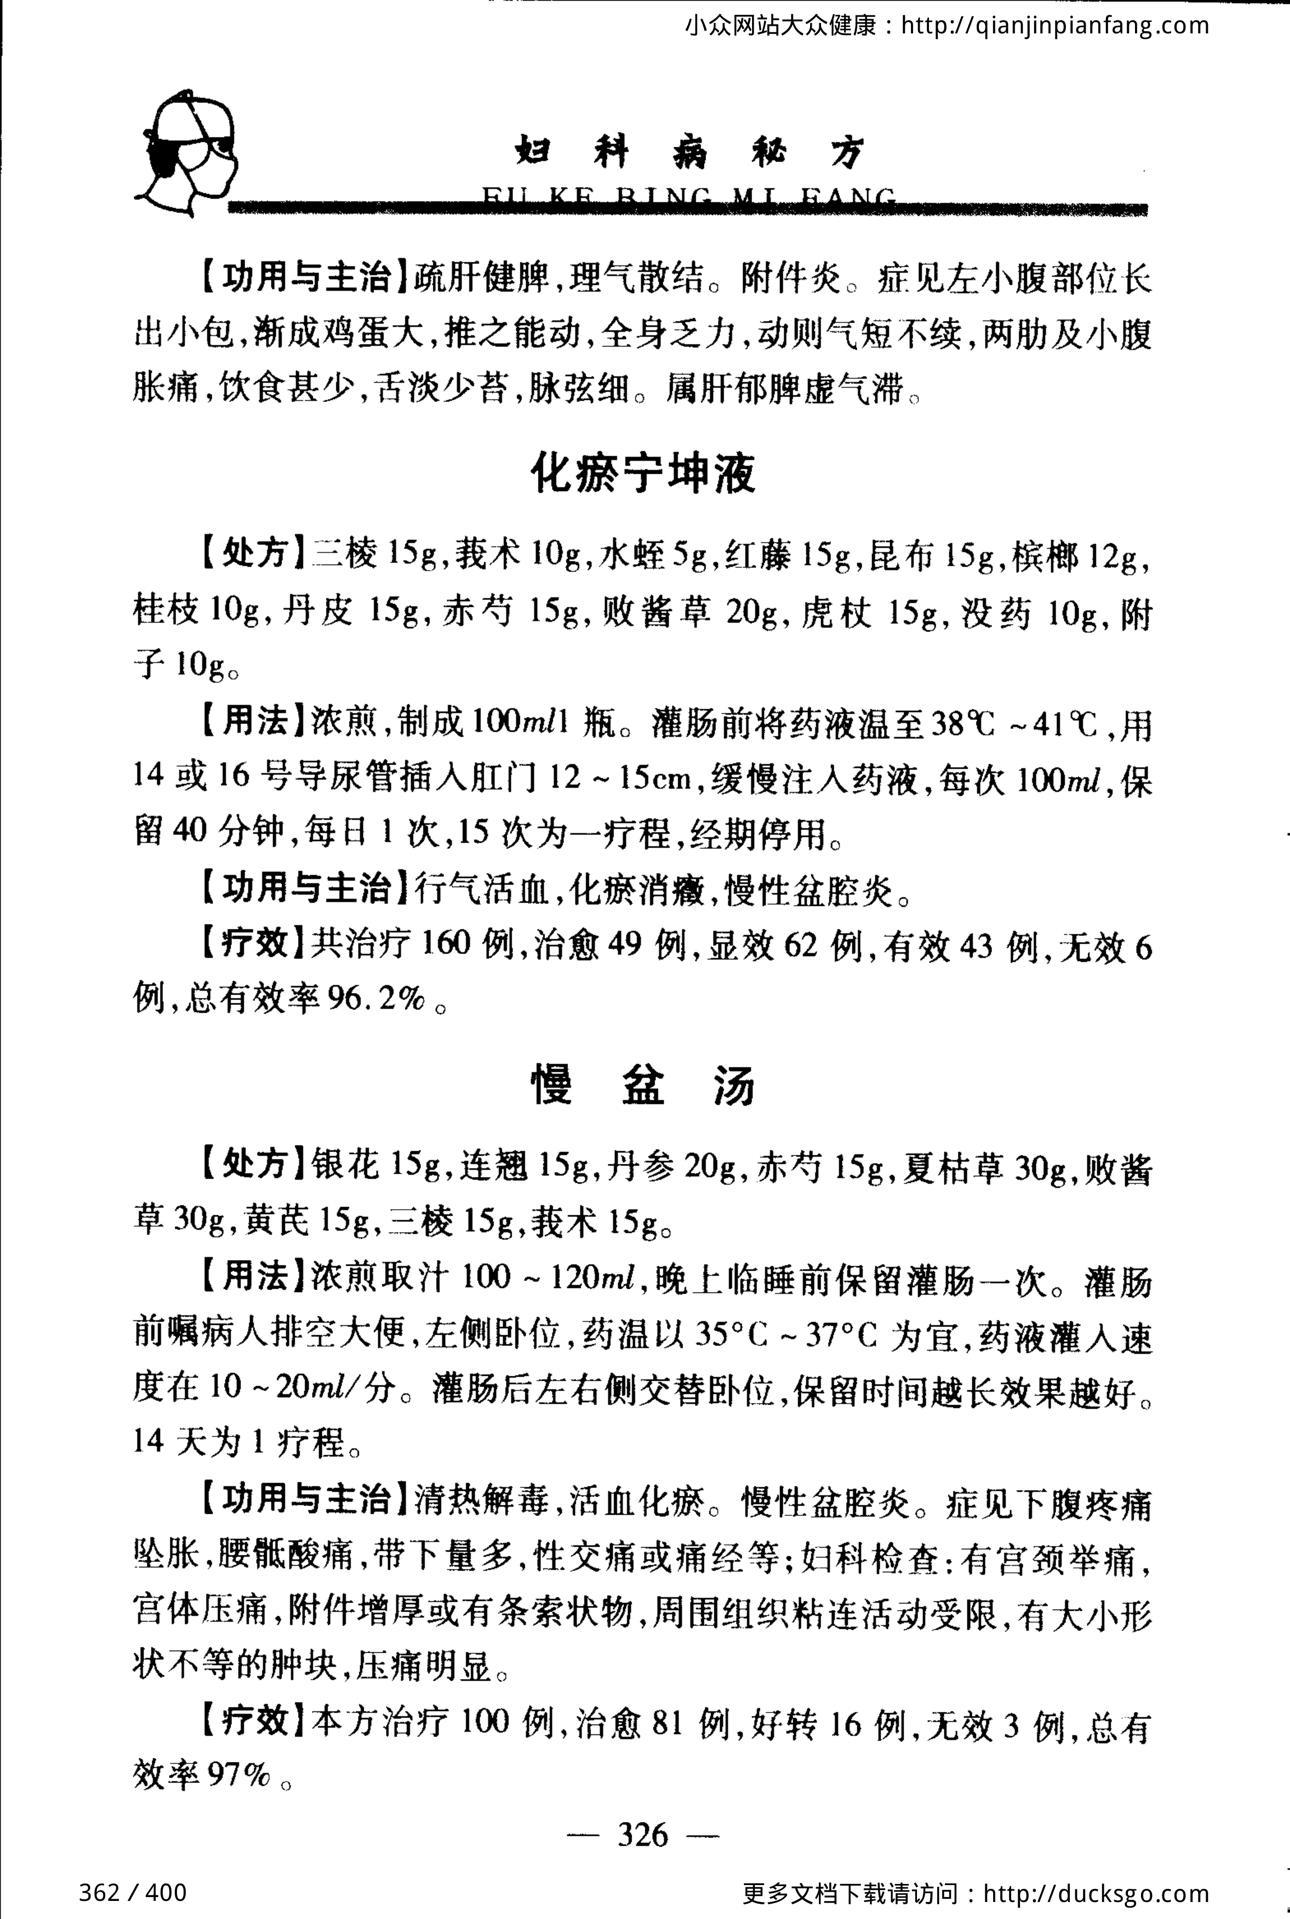 小众网站大众健康：http://qianjinpianfang.com
妇科病秘方
FU KE BING MI FANG
【功用与主治】疏肝健脾,理气散结。附件炎。症见左小腹部位长
出小包,渐成鸡蛋大,推之能动,全身乏力,动则气短不续,两肋及小腹
胀痛,饮食甚少,舌淡少苔,脉弦细。属肝郁脾虚气滞。
化瘀宁坤液
【处方】三棱 15g,莪术 10g,水蛭 5g,红藤 15g,昆布 15g,槟榔 12g,
桂枝 10g,丹皮 15g,赤芍 15g,败酱草 20g,虎杖 15g,没药 10g,附
子 10g。
【用法】浓煎,制成 100ml1 瓶。灌肠前将药液温至 38℃ ~ 41℃,用
14 或 16 号导尿管插入肛门 12 ~ 15cm,缓慢注入药液,每次 100ml,保
留 40 分钟,每日 1 次,15 次为一疗程,经期停用。
【功用与主治】行气活血,化瘀消癥,慢性盆腔炎。
【疗效】共治疗 160 例,治愈 49 例,显效 62 例,有效 43 例,无效 6
例,总有效率 96.2%。
慢盆汤
【处方】银花 15g,连翘 15g,丹参 20g,赤芍 15g,夏枯草 30g,败酱
草 30g,黄芪 15g,三棱 15g,莪术 15g。
【用法】浓煎取汁 100 ~ 120ml,晚上临睡前保留灌肠一次。灌肠
前嘱病人排空大便,左侧卧位,药温以 35°C ~ 37°C 为宜,药液灌入速
度在 10 ~ 20ml/分。灌肠后左右侧交替卧位,保留时间越长效果越好。
14 天为 1 疗程。
【功用与主治】清热解毒,活血化瘀。慢性盆腔炎。症见下腹疼痛
坠胀,腰骶酸痛,带下量多,性交痛或痛经等;妇科检查:有宫颈举痛,
宫体压痛,附件增厚或有条索状物,周围组织粘连活动受限,有大小形
状不等的肿块,压痛明显。
【疗效】本方治疗 100 例,治愈 81 例,好转 16 例,无效 3 例,总有
效率 97%。
— 326 —
362 / 400
更多文档下载请访问：http://ducksgo.com